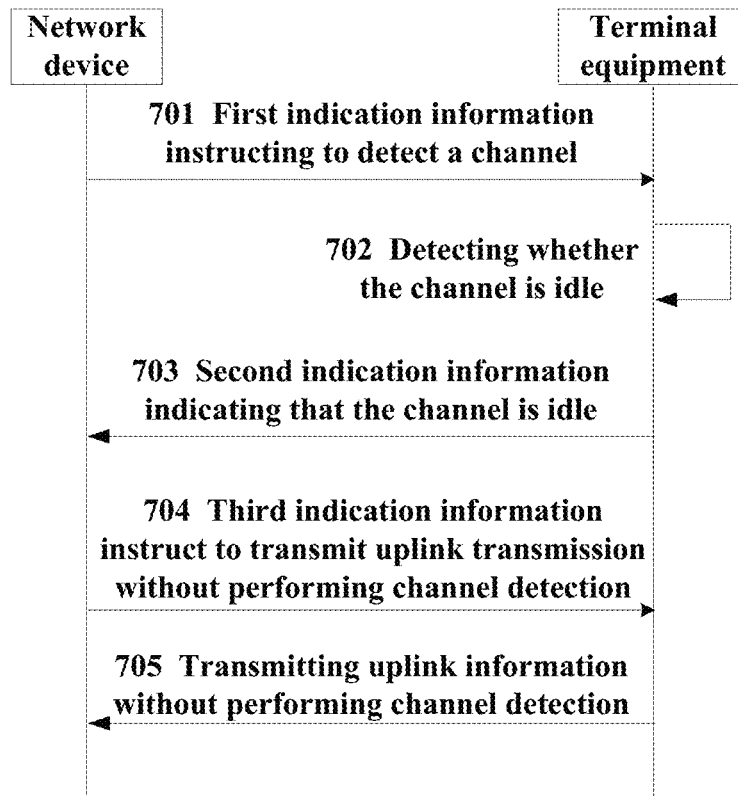 Network
device
Terminal
equipment
701 First indication information
instructing to detect a channel
702 Detecting whether
the channel is idle
703 Second indication information
indicating that the channel is idle
704 Third indication information
instruct to transmit uplink transmission
without performing channel detection
705 Transmitting uplink information
without performing channel detection